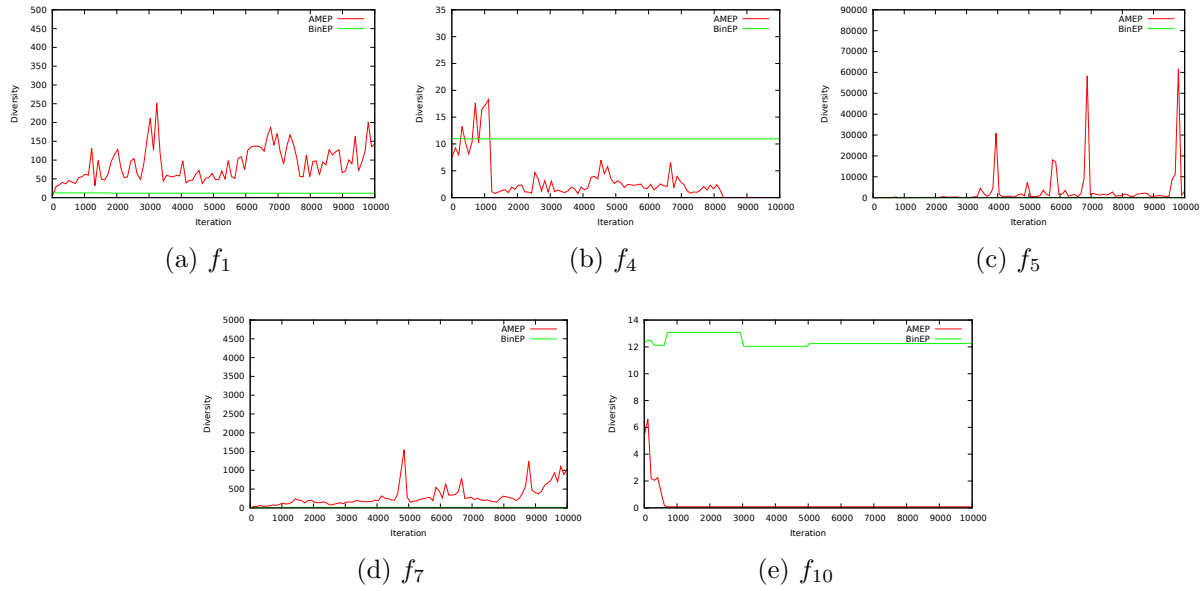 500
450
400
350
300
250
200
150
100
50
0
Diversity
0 1000 2000 3000 4000 5000 6000 7000 8000 9000 10000
Iteration
AMEP
BinEP
(a) f1
35
30
25
20
15
10
5
0
Diversity
0 1000 2000 3000 4000 5000 6000 7000 8000 9000 10000
Iteration
AMEP
BinEP
(b) f4
90000
80000
70000
60000
50000
40000
30000
20000
10000
0
Diversity
0 1000 2000 3000 4000 5000 6000 7000 8000 9000 10000
Iteration
AMEP
BinEP
(c) f5
5000
4500
4000
3500
3000
2500
2000
1500
1000
500
0
Diversity
0 1000 2000 3000 4000 5000 6000 7000 8000 9000 10000
Iteration
AMEP
BinEP
(d) f7
14
12
10
8
6
4
2
0
Diversity
0 1000 2000 3000 4000 5000 6000 7000 8000 9000 10000
Iteration
AMEP
BinEP
(e) f10